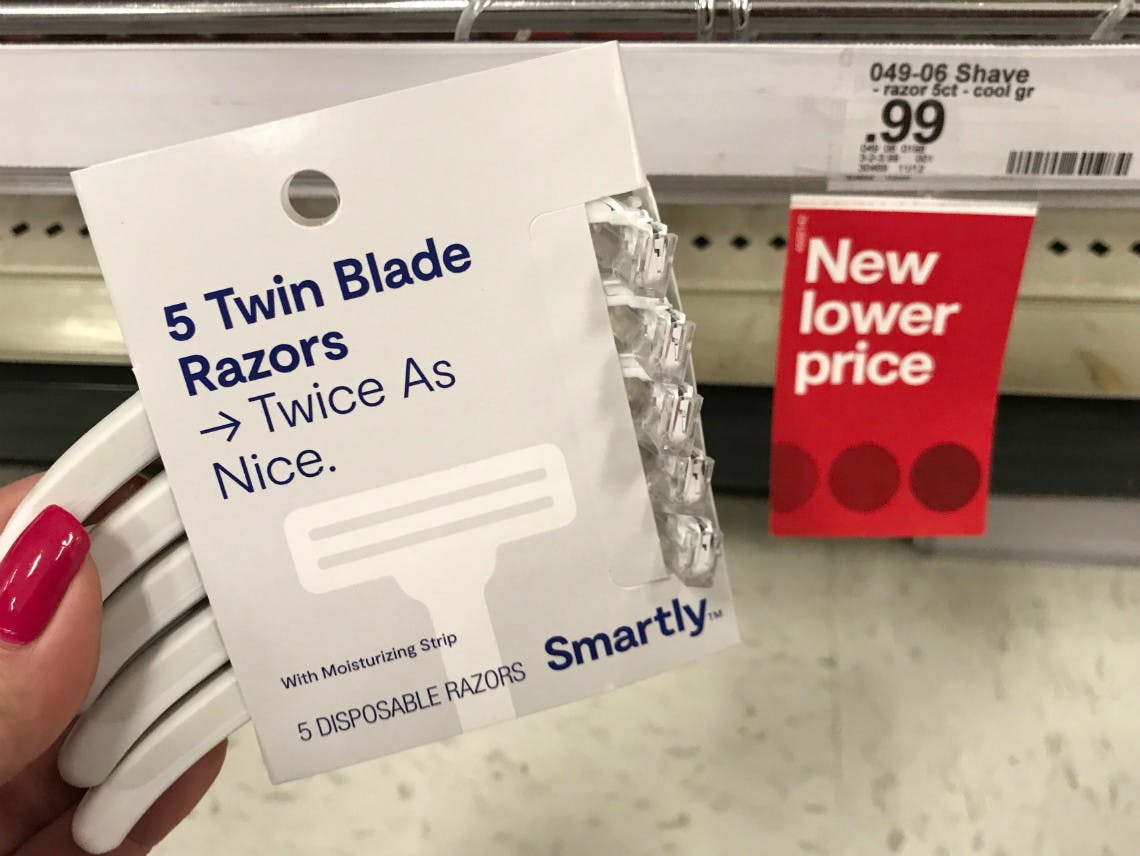 5 Twin Blade
Razors
→ Twice As
Nice.
With Moisturizing Strip
5 DISPOSABLE RAZORS
Smartly™
049-06 Shave
- razor 5ct - cool gr
.99
New
lower
price